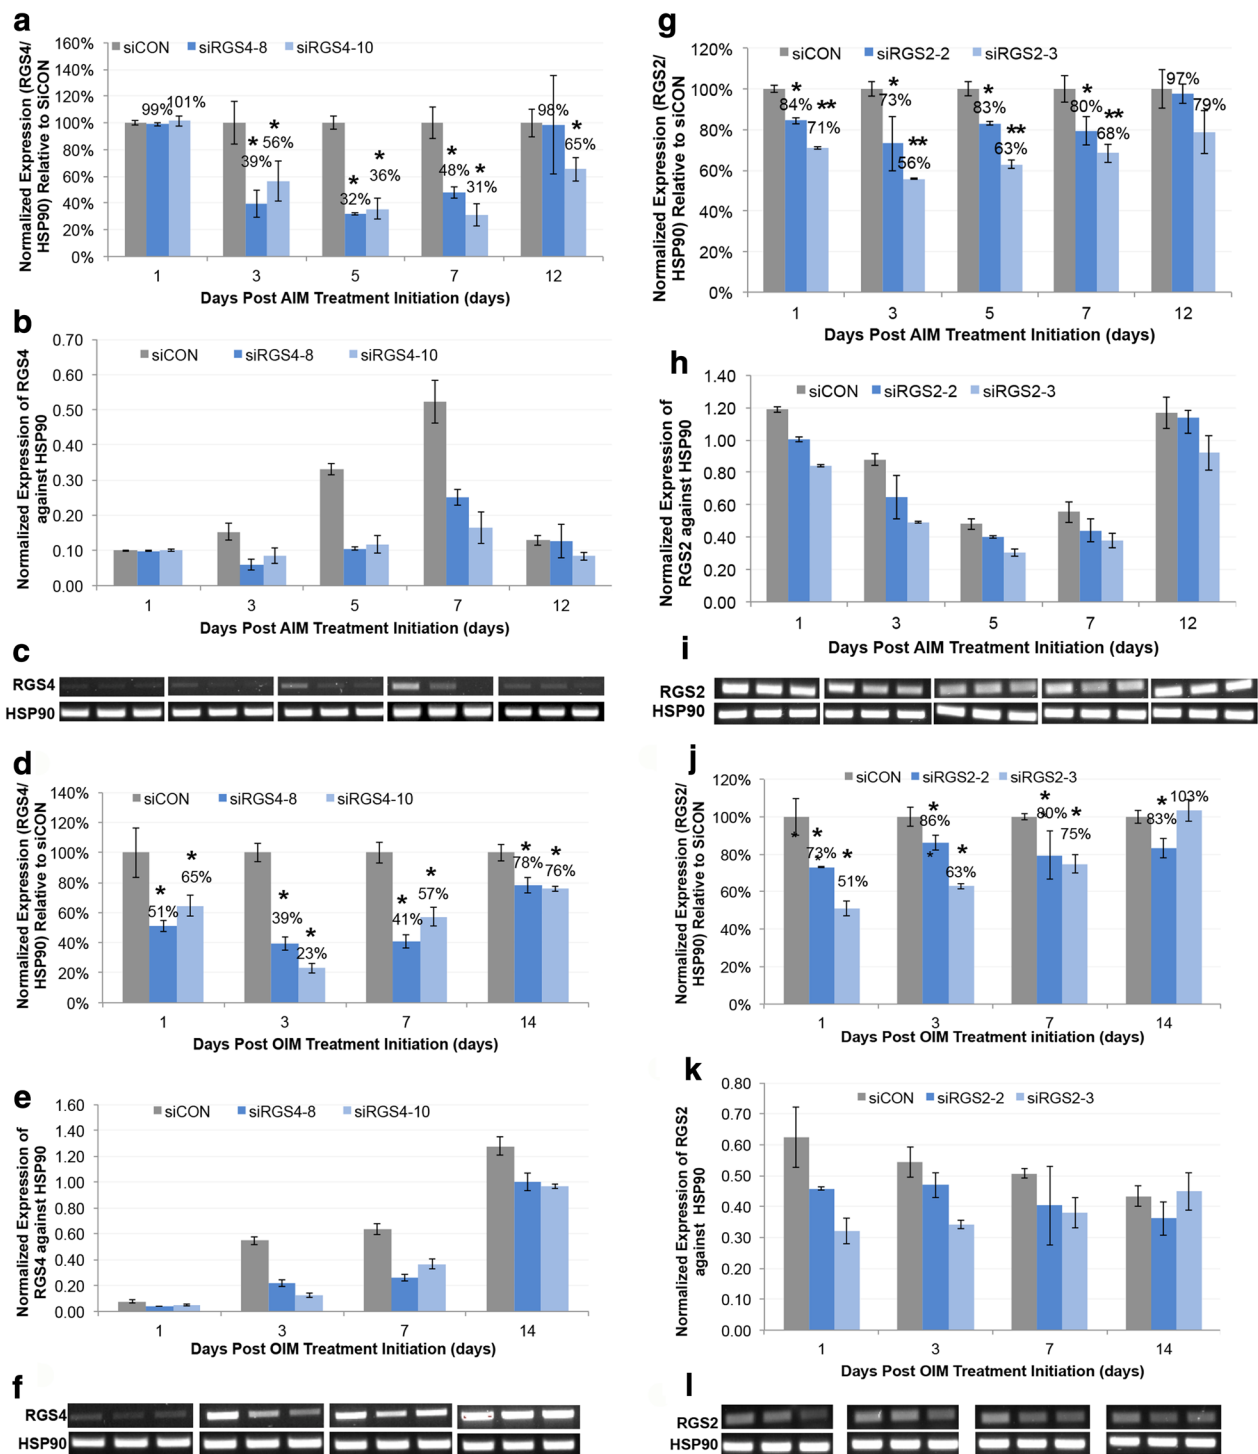 a
Normalized Expression (RGS4/
HSP90) Relative to SiCON
160%
140%
120%
100%
80%
60%
40%
20%
0%
siCON siRGS4-8 siRGS4-10
99% 101%
* 39% * 56%
* 32% * 36%
* 48% * 31%
98% * 65%
1 3 5 7 12
Days Post AIM Treatment Initiation (days)
b
Normalized Expression of RGS4
against HSP90
0.70
0.60
0.50
0.40
0.30
0.20
0.10
0.00
siCON siRGS4-8 siRGS4-10
1 3 5 7 12
Days Post AIM Treatment Initiation (days)
c
RGS4
HSP90
d
Normalized Expression (RGS4/
HSP90) Relative to siCON
140%
120%
100%
80%
60%
40%
20%
0%
siCON siRGS4-8 siRGS4-10
* 51% * 65%
* 39% * 23%
* 41% * 57%
* 78% * 76%
1 3 7 14
Days Post OIM Treatment Initiation (days)
e
Normalized Expression of
RGS4 against HSP90
1.60
1.40
1.20
1.00
0.80
0.60
0.40
0.20
0.00
siCON siRGS4-8 siRGS4-10
1 3 7 14
Days Post OIM Treatment Initiation (days)
f
RGS4
HSP90
g
Normalized Expression (RGS2/
HSP90) Relative to siCON
120%
100%
80%
60%
40%
20%
0%
siCON siRGS2-2 siRGS2-3
* 84% ** 71%
* 73% ** 56%
* 83% ** 63%
* 80% ** 68%
97% 79%
1 3 5 7 12
Days Post AIM Treatment Initiation (days)
h
Normalized Expression of
RGS2 against HSP90
1.40
1.20
1.00
0.80
0.60
0.40
0.20
0.00
siCON siRGS2-2 siRGS2-3
1 3 5 7 12
Days Post AIM Treatment Initiation (days)
i
RGS2
HSP90
j
Normalized Expression (RGS2/
HSP90) Relative to SiCON
120%
100%
80%
60%
40%
20%
0%
siCON siRGS2-2 siRGS2-3
* * 73% * 51%
* 86% * * 63%
* 80% * 75%
* 83% 103%
1 3 7 14
Days Post OIM Treatment initiation (days)
k
Normalized Expression of RGS2
against HSP90
0.80
0.70
0.60
0.50
0.40
0.30
0.20
0.10
0.00
siCON siRGS2-2 siRGS2-3
1 3 7 14
Days Post OIM Treatment Initiation (days)
l
RGS2
HSP90